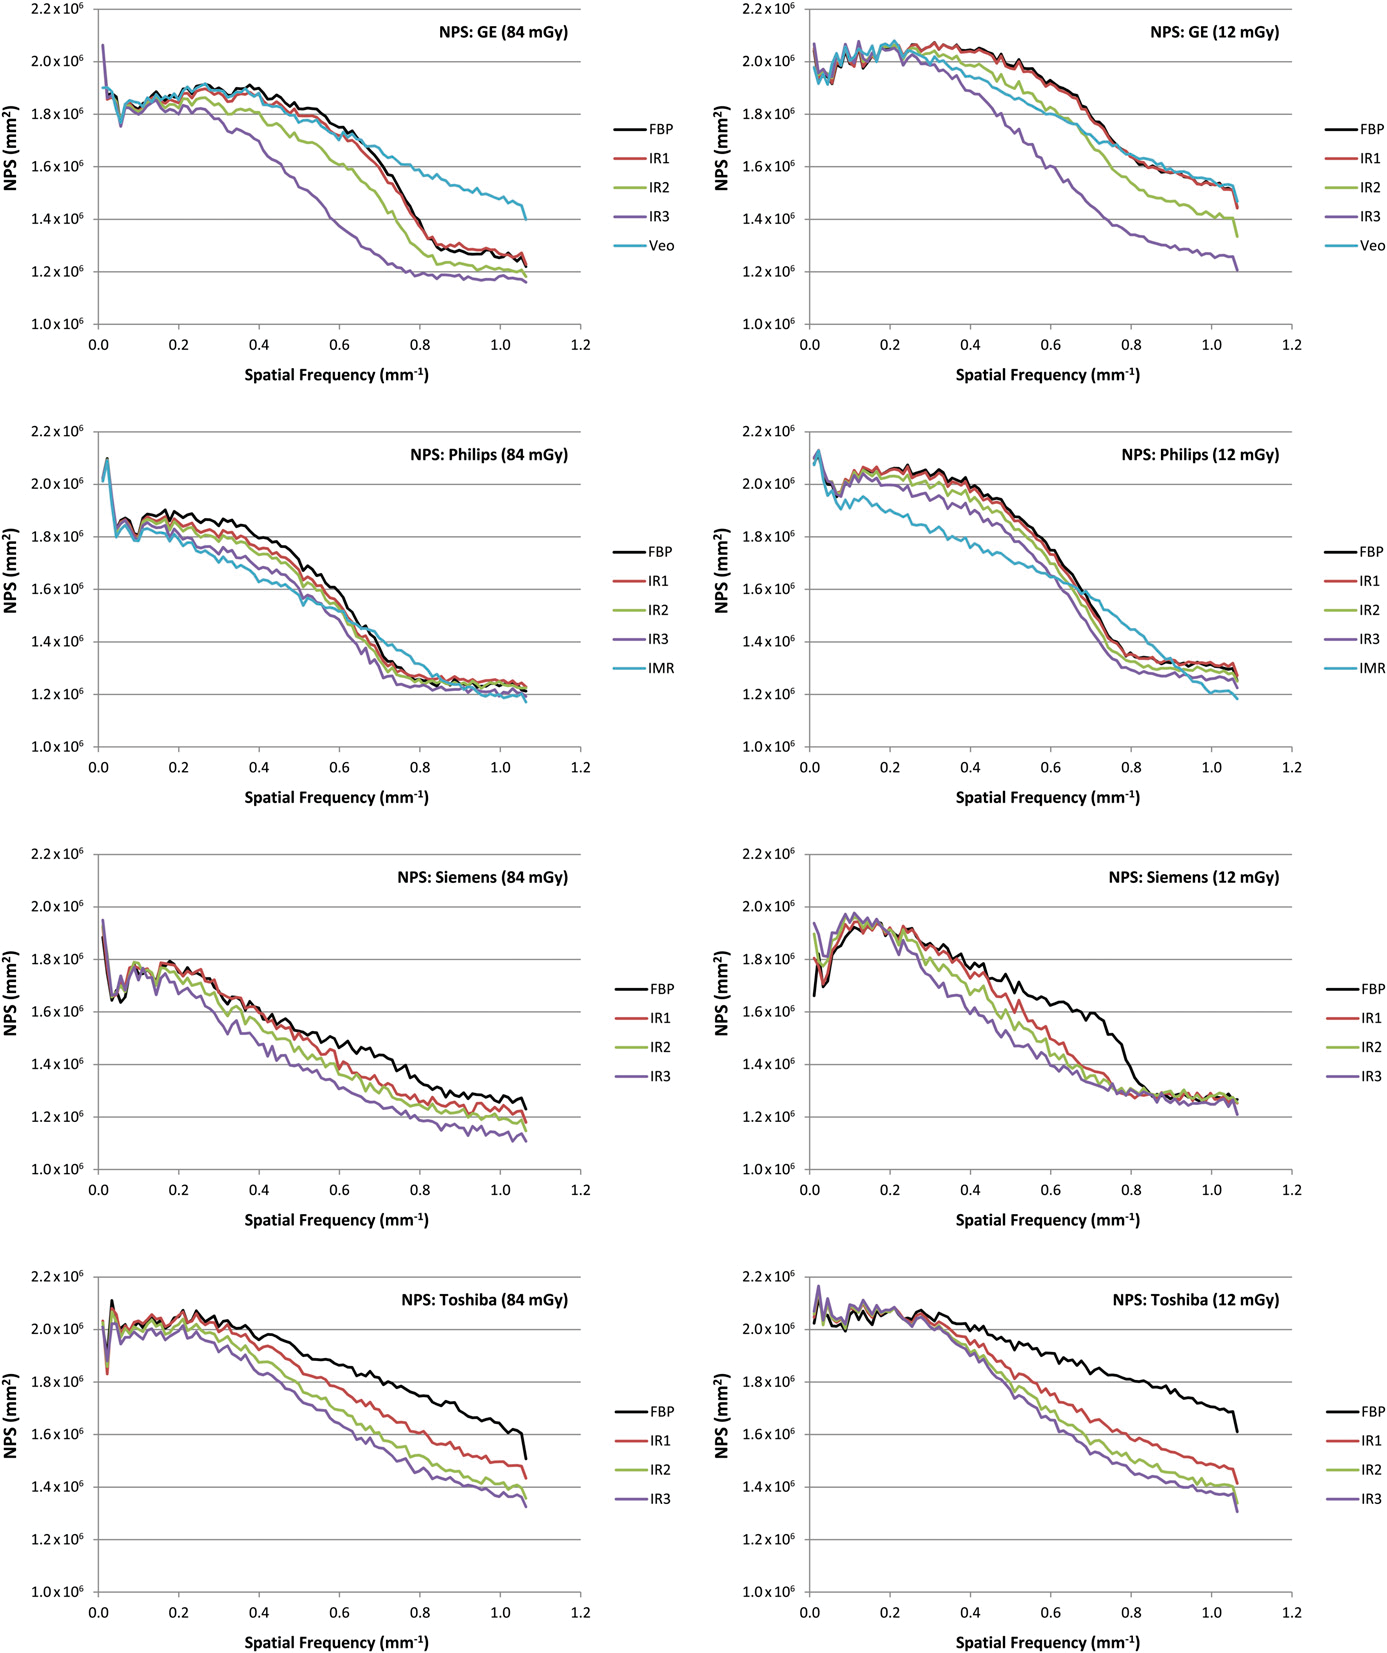 NPS: GE (84 mGy)
NPS (mm²)
2.2 x 10⁶
2.0 x 10⁶
1.8 x 10⁶
1.6 x 10⁶
1.4 x 10⁶
1.2 x 10⁶
1.0 x 10⁶
0.0 0.2 0.4 0.6 0.8 1.0 1.2
Spatial Frequency (mm⁻¹)
FBP
IR1
IR2
IR3
Veo
NPS: GE (12 mGy)
NPS (mm²)
2.2 x 10⁶
2.0 x 10⁶
1.8 x 10⁶
1.6 x 10⁶
1.4 x 10⁶
1.2 x 10⁶
1.0 x 10⁶
0.0 0.2 0.4 0.6 0.8 1.0 1.2
Spatial Frequency (mm⁻¹)
FBP
IR1
IR2
IR3
Veo
NPS: Philips (84 mGy)
NPS (mm²)
2.2 x 10⁶
2.0 x 10⁶
1.8 x 10⁶
1.6 x 10⁶
1.4 x 10⁶
1.2 x 10⁶
1.0 x 10⁶
0.0 0.2 0.4 0.6 0.8 1.0 1.2
Spatial Frequency (mm⁻¹)
FBP
IR1
IR2
IR3
IMR
NPS: Philips (12 mGy)
NPS (mm²)
2.2 x 10⁶
2.0 x 10⁶
1.8 x 10⁶
1.6 x 10⁶
1.4 x 10⁶
1.2 x 10⁶
1.0 x 10⁶
0.0 0.2 0.4 0.6 0.8 1.0 1.2
Spatial Frequency (mm⁻¹)
FBP
IR1
IR2
IR3
IMR
NPS: Siemens (84 mGy)
NPS (mm²)
2.2 x 10⁶
2.0 x 10⁶
1.8 x 10⁶
1.6 x 10⁶
1.4 x 10⁶
1.2 x 10⁶
1.0 x 10⁶
0.0 0.2 0.4 0.6 0.8 1.0 1.2
Spatial Frequency (mm⁻¹)
FBP
IR1
IR2
IR3
NPS: Siemens (12 mGy)
NPS (mm²)
2.2 x 10⁶
2.0 x 10⁶
1.8 x 10⁶
1.6 x 10⁶
1.4 x 10⁶
1.2 x 10⁶
1.0 x 10⁶
0.0 0.2 0.4 0.6 0.8 1.0 1.2
Spatial Frequency (mm⁻¹)
FBP
IR1
IR2
IR3
NPS: Toshiba (84 mGy)
NPS (mm²)
2.2 x 10⁶
2.0 x 10⁶
1.8 x 10⁶
1.6 x 10⁶
1.4 x 10⁶
1.2 x 10⁶
1.0 x 10⁶
0.0 0.2 0.4 0.6 0.8 1.0 1.2
Spatial Frequency (mm⁻¹)
FBP
IR1
IR2
IR3
NPS: Toshiba (12 mGy)
NPS (mm²)
2.2 x 10⁶
2.0 x 10⁶
1.8 x 10⁶
1.6 x 10⁶
1.4 x 10⁶
1.2 x 10⁶
1.0 x 10⁶
0.0 0.2 0.4 0.6 0.8 1.0 1.2
Spatial Frequency (mm⁻¹)
FBP
IR1
IR2
IR3